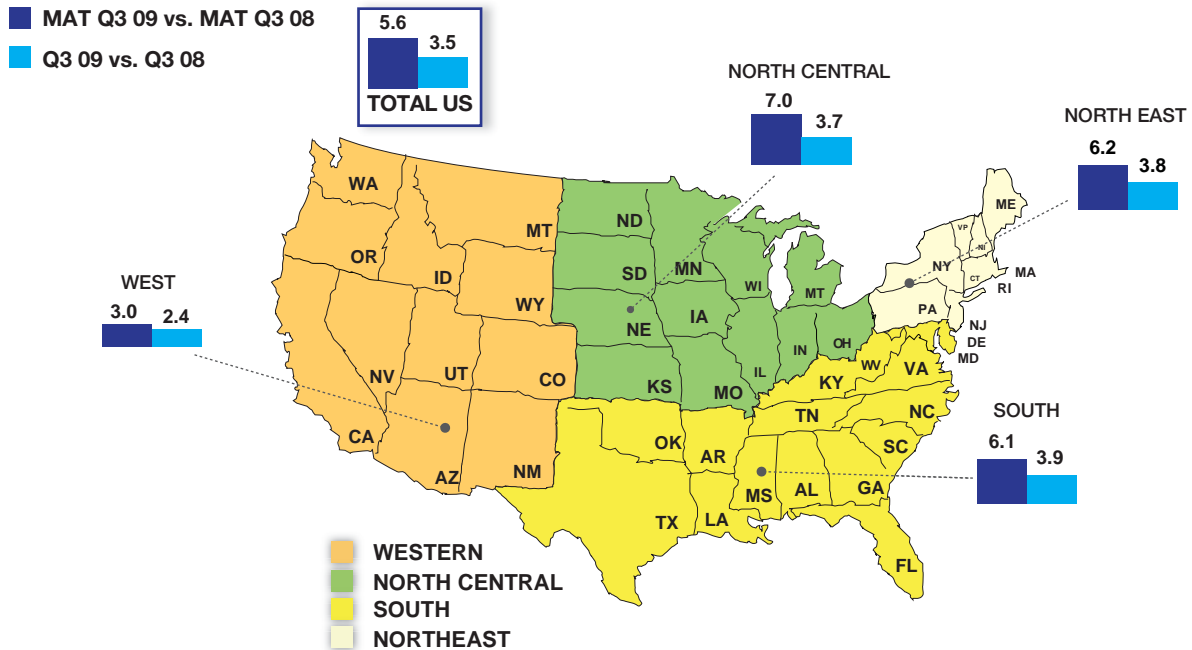 MAT Q3 09 vs. MAT Q3 08
Q3 09 vs. Q3 08
5.6
3.5
TOTAL US
NORTH CENTRAL
7.0
3.7
NORTH EAST
6.2
3.8
WEST
3.0
2.4
SOUTH
6.1
3.9
WA
OR
ID
MT
WY
NV
UT
CO
CA
AZ
NM
ND
SD
NE
KS
MN
IA
MO
WI
IL
MT
IN
OH
ME
VP
NI
NY
CT
MA
RI
PA
NJ
DE
MD
WV
VA
KY
TN
NC
SC
OK
AR
MS
AL
GA
TX
LA
FL
WESTERN
NORTH CENTRAL
SOUTH
NORTHEAST